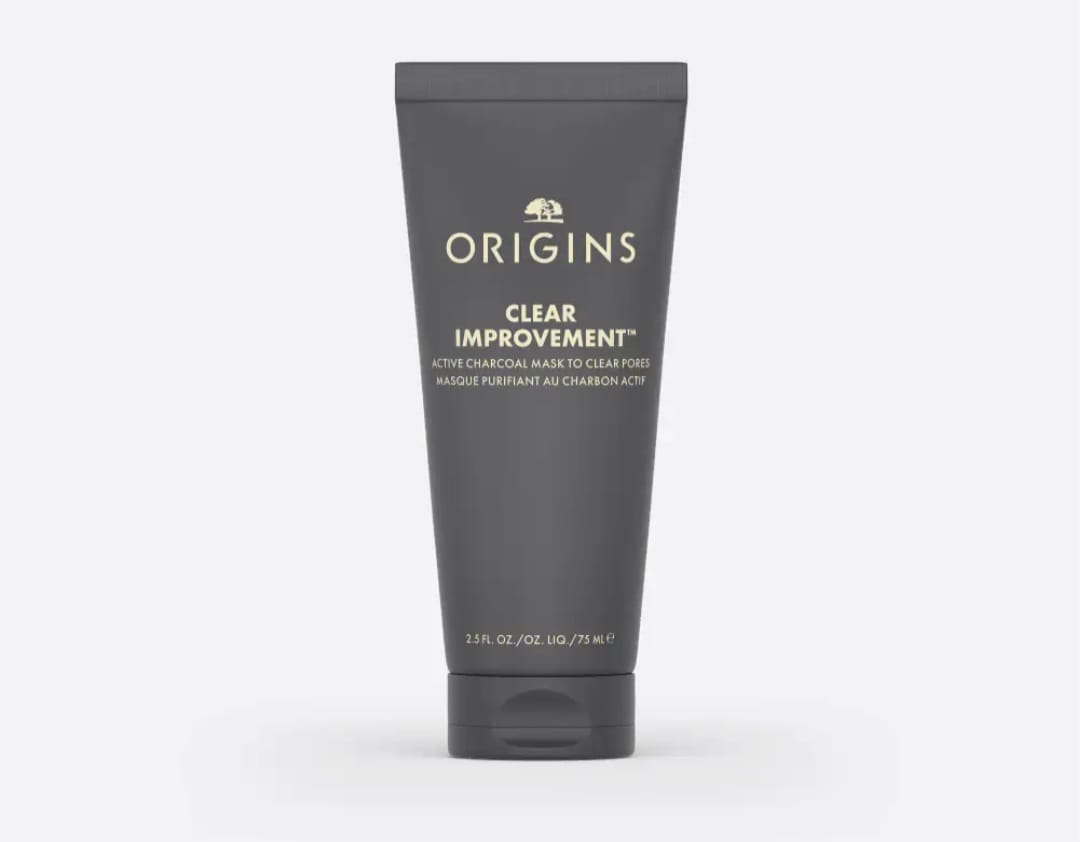 ORIGINS
CLEAR
IMPROVEMENT™
ACTIVE CHARCOAL MASK TO CLEAR PORES
MASQUE PURIFIANT AU CHARBON ACTIF
2.5 FL. OZ./OZ. LIQ./75 ML ℮